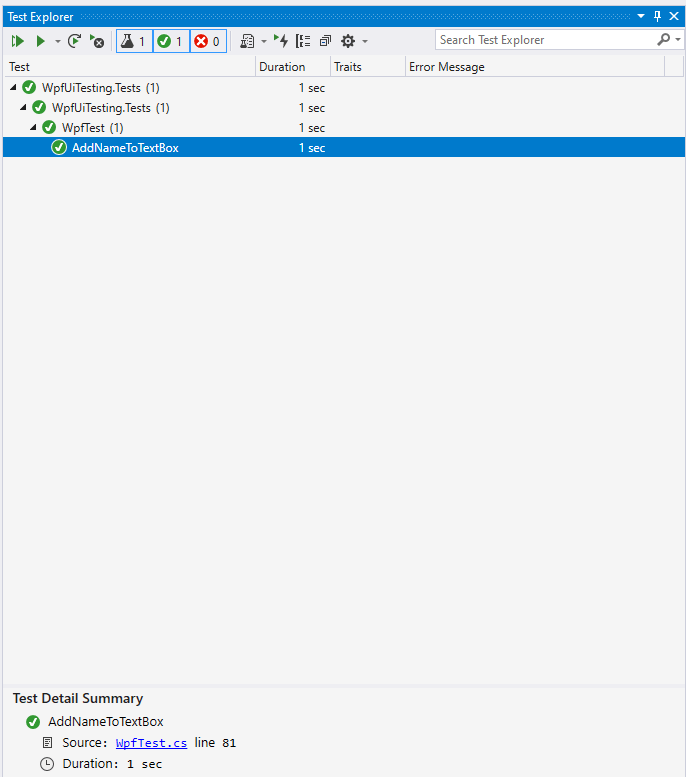 Test Explorer
1 1 0 Search Test Explorer
Test Duration Traits Error Message
WpfUiTesting.Tests (1) 1 sec
WpfUiTesting.Tests (1) 1 sec
WpfTest (1) 1 sec
AddNameToTextBox 1 sec
Test Detail Summary
AddNameToTextBox
Source: WpfTest.cs line 81
Duration: 1 sec